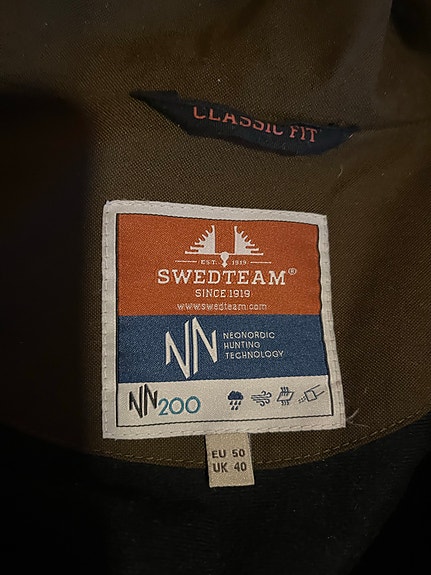 CLASSIC FIT
EST. 1919
SWEDTEAM®
SINCE 1919
www.swedteam.com
NN NEONORDIC
HUNTING
TECHNOLOGY
NN200
EU 50
UK 40